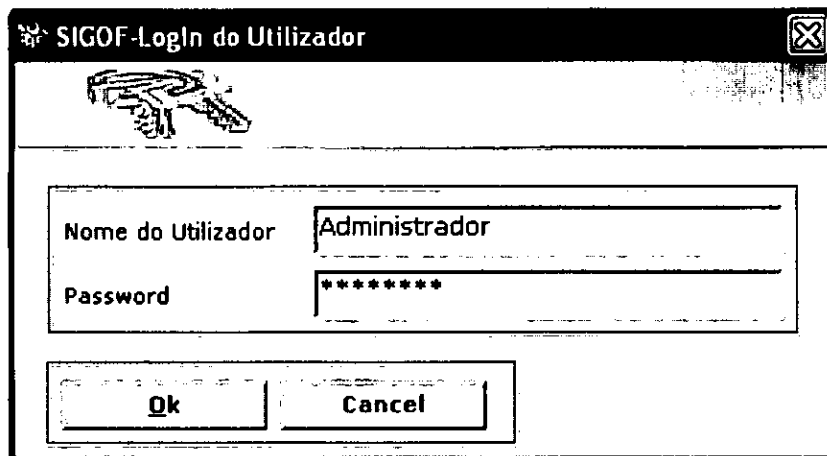 SIGOF-LogIn do Utilizador
Nome do Utilizador Administrador
Password ********
Ok Cancel